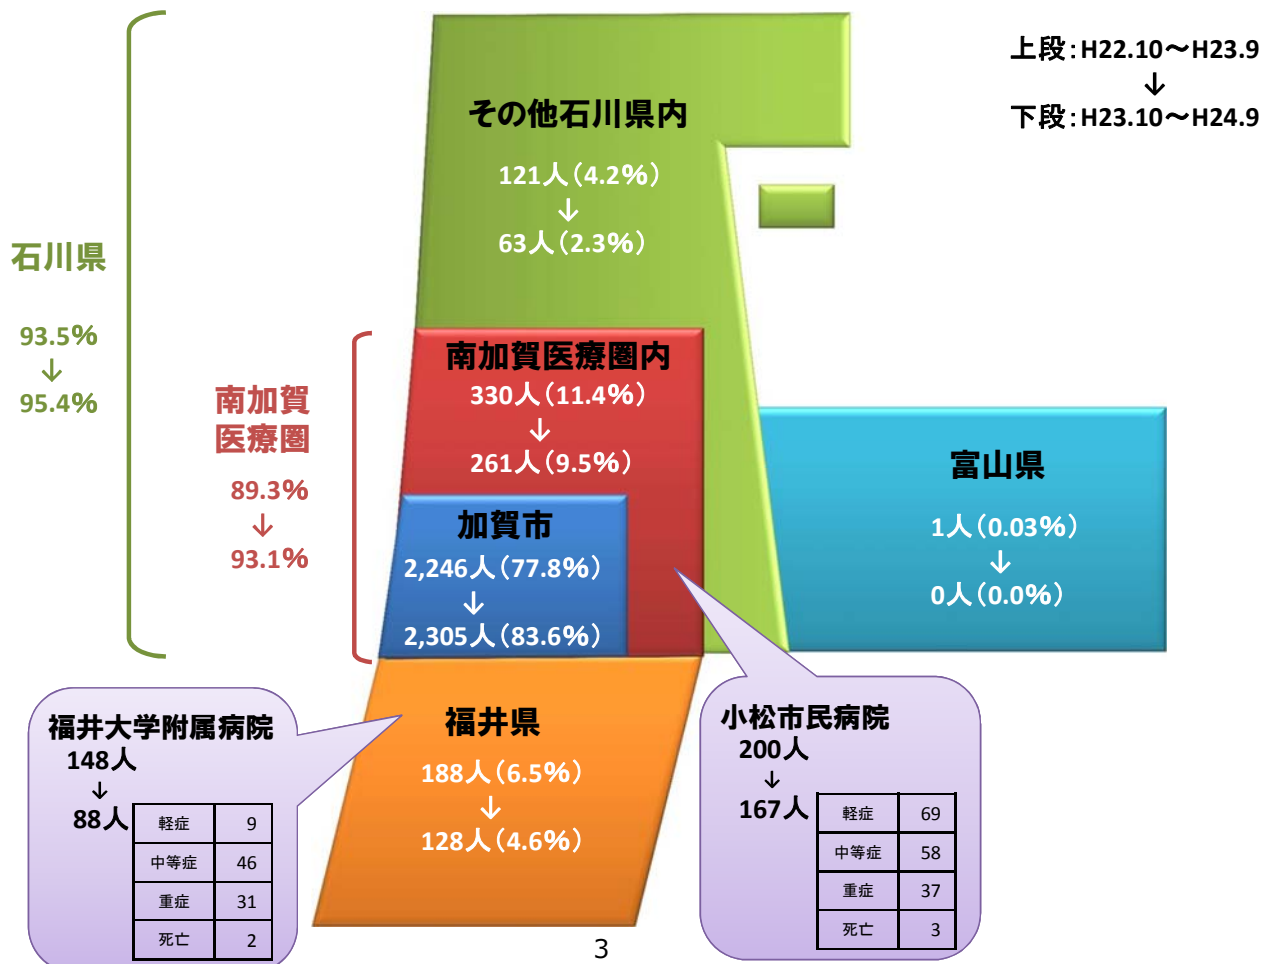 上段：H22.10～H23.9
↓
下段：H23.10～H24.9
その他石川県内
121人（4.2%）
↓
63人（2.3%）
石川県
93.5%
↓
95.4%
南加賀医療圏内
330人（11.4%）
↓
261人（9.5%）
南加賀
医療圏
89.3%
↓
93.1%
加賀市
2,246人（77.8%）
↓
2,305人（83.6%）
富山県
1人（0.03%）
↓
0人（0.0%）
福井県
188人（6.5%）
↓
128人（4.6%）
福井大学附属病院
148人
↓
88人
軽症 9
中等症 46
重症 31
死亡 2
小松市民病院
200人
↓
167人
軽症 69
中等症 58
重症 37
死亡 3
3